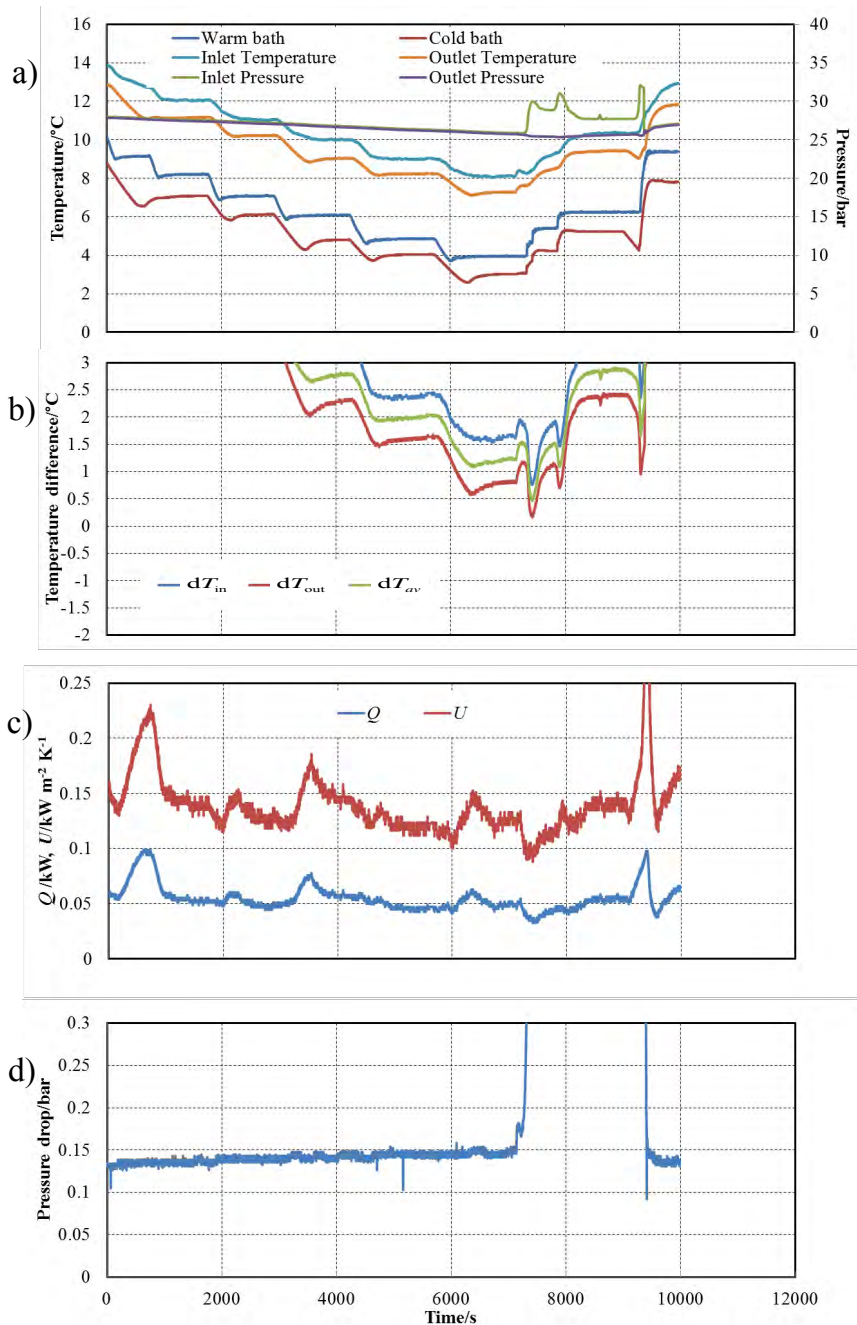 a)
Warm bath Cold bath
Inlet Temperature Outlet Temperature
Inlet Pressure Outlet Pressure
Temperature/°C
16
14
12
10
8
6
4
2
0
Pressure/bar
40
35
30
25
20
15
10
5
0
b)
Temperature difference/°C
3
2.5
2
1.5
1
0.5
0
-0.5
-1
-1.5
-2
dTin dTout dTav
c)
Q /kW, U/kW m⁻² K⁻¹
0.25
0.2
0.15
0.1
0.05
0
Q U
d)
Pressure drop/bar
0.3
0.25
0.2
0.15
0.1
0.05
0
0 2000 4000 6000 8000 10000 12000
Time/s